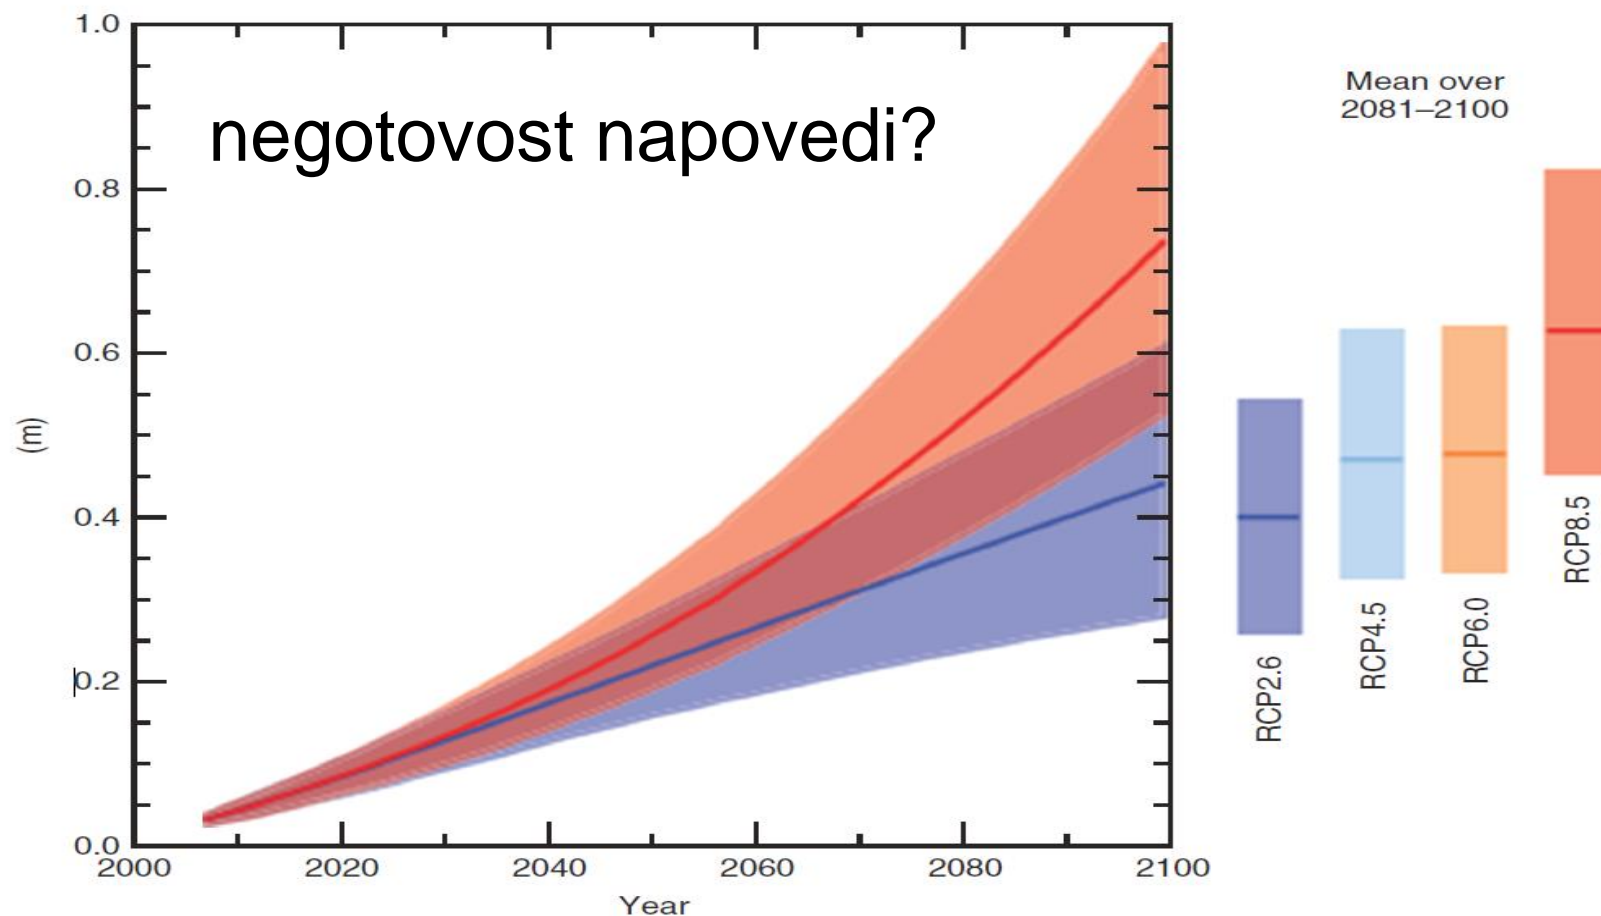 negotovost napovedi?
1.0
0.8
0.6
0.4
0.2
0.0
(m)
2000 2020 2040 2060 2080 2100
Year
Mean over
2081–2100
RCP2.6
RCP4.5
RCP6.0
RCP8.5